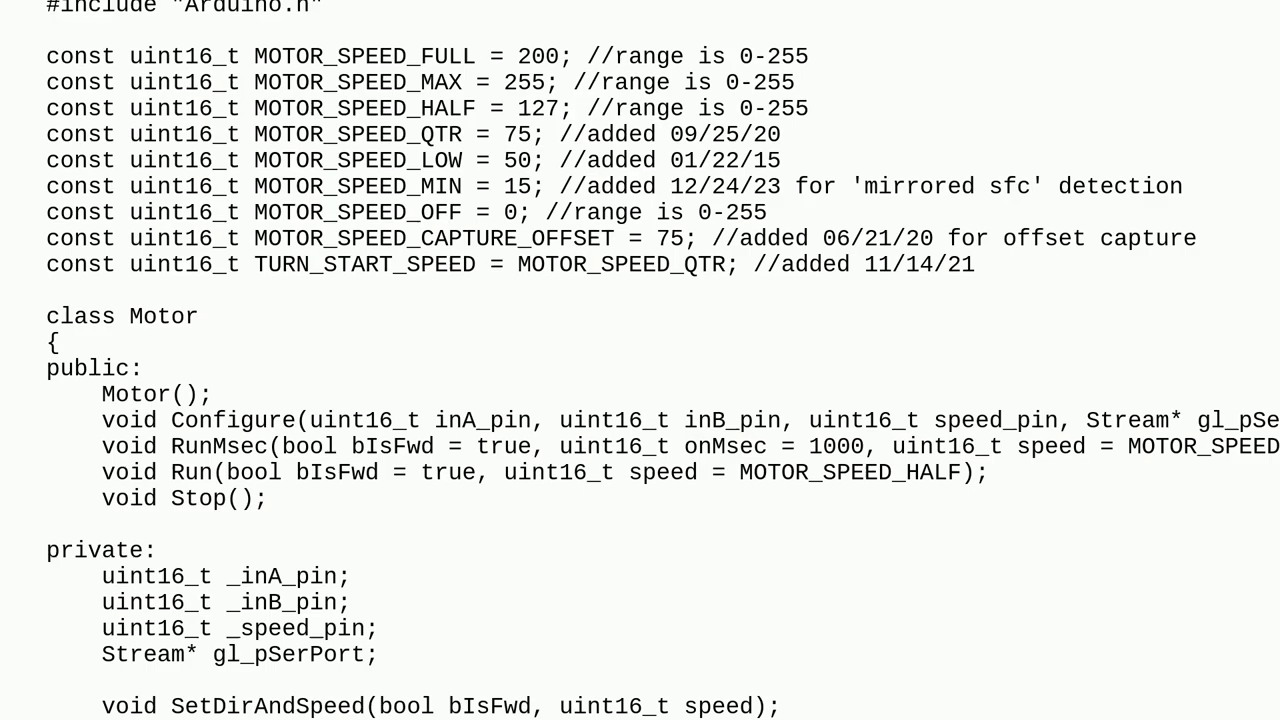 #include "Arduino.h"
const uint16_t MOTOR_SPEED_FULL = 200; //range is 0-255
const uint16_t MOTOR_SPEED_MAX = 255; //range is 0-255
const uint16_t MOTOR_SPEED_HALF = 127; //range is 0-255
const uint16_t MOTOR_SPEED_QTR = 75; //added 09/25/20
const uint16_t MOTOR_SPEED_LOW = 50; //added 01/22/15
const uint16_t MOTOR_SPEED_MIN = 15; //added 12/24/23 for 'mirrored sfc' detection
const uint16_t MOTOR_SPEED_OFF = 0; //range is 0-255
const uint16_t MOTOR_SPEED_CAPTURE_OFFSET = 75; //added 06/21/20 for offset capture
const uint16_t TURN_START_SPEED = MOTOR_SPEED_QTR; //added 11/14/21
class Motor
{
public:
Motor();
void Configure(uint16_t inA_pin, uint16_t inB_pin, uint16_t speed_pin, Stream* gl_pSe
void RunMsec(bool bIsFwd = true, uint16_t onMsec = 1000, uint16_t speed = MOTOR_SPEED
void Run(bool bIsFwd = true, uint16_t speed = MOTOR_SPEED_HALF);
void Stop();
private:
uint16_t _inA_pin;
uint16_t _inB_pin;
uint16_t _speed_pin;
Stream* gl_pSerPort;
void SetDirAndSpeed(bool bIsFwd, uint16_t speed);